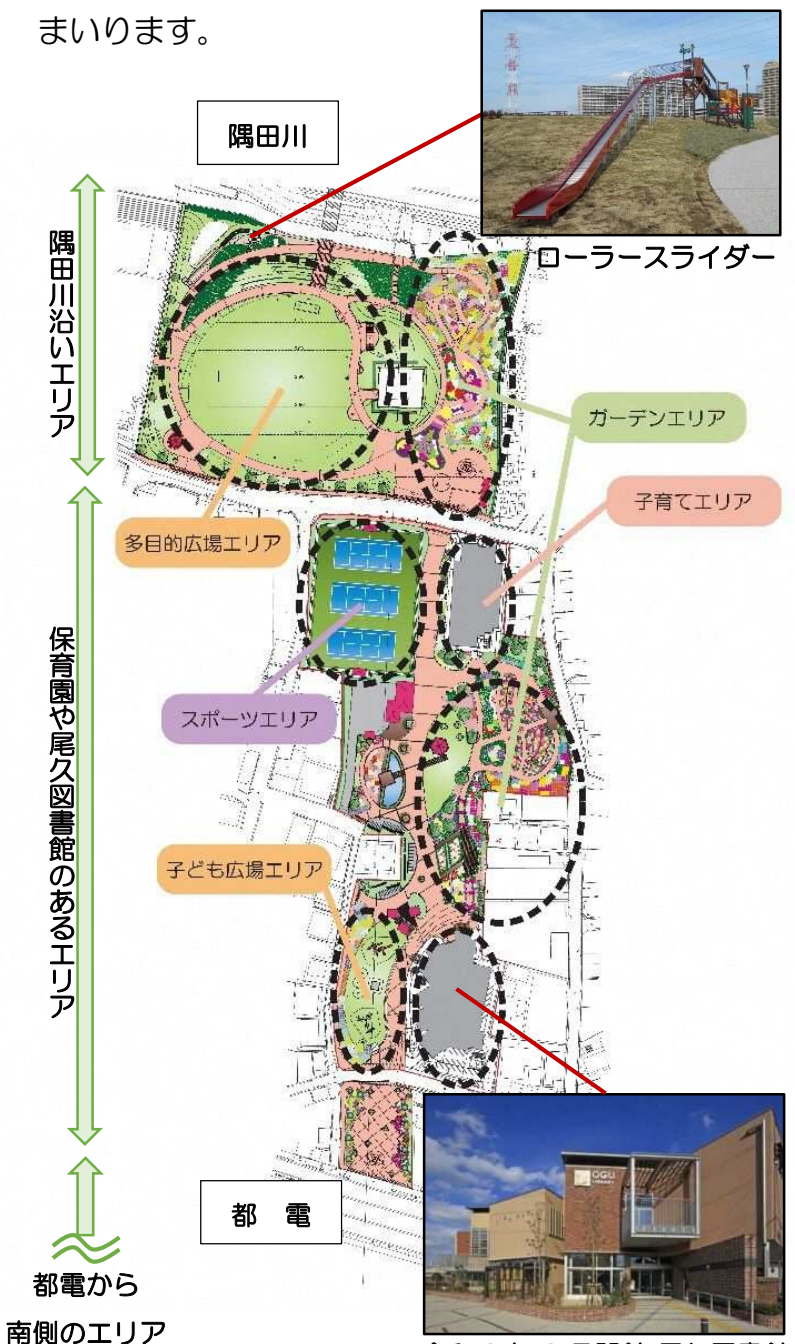 まいります。
隅田川
ローラースライダー
隅田川沿いエリア
ガーデンエリア
子育てエリア
多目的広場エリア
保育園や尾久図書館のあるエリア
スポーツエリア
子ども広場エリア
OGU
LIBRARY
都 電
都電から
南側のエリア